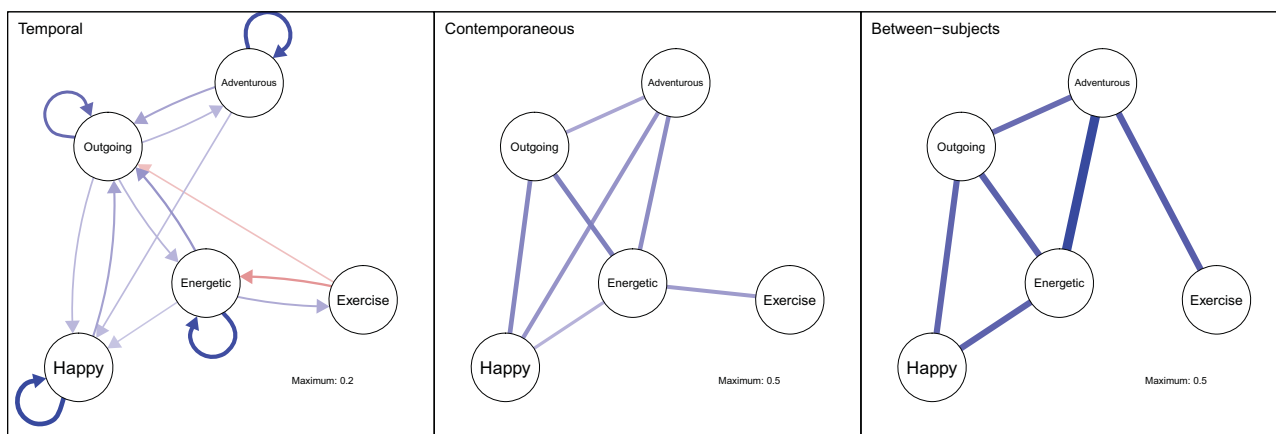 Temporal
Adventurous
Outgoing
Energetic
Exercise
Happy
Maximum: 0.2
Contemporaneous
Adventurous
Outgoing
Energetic
Exercise
Happy
Maximum: 0.5
Between−subjects
Adventurous
Outgoing
Energetic
Exercise
Happy
Maximum: 0.5